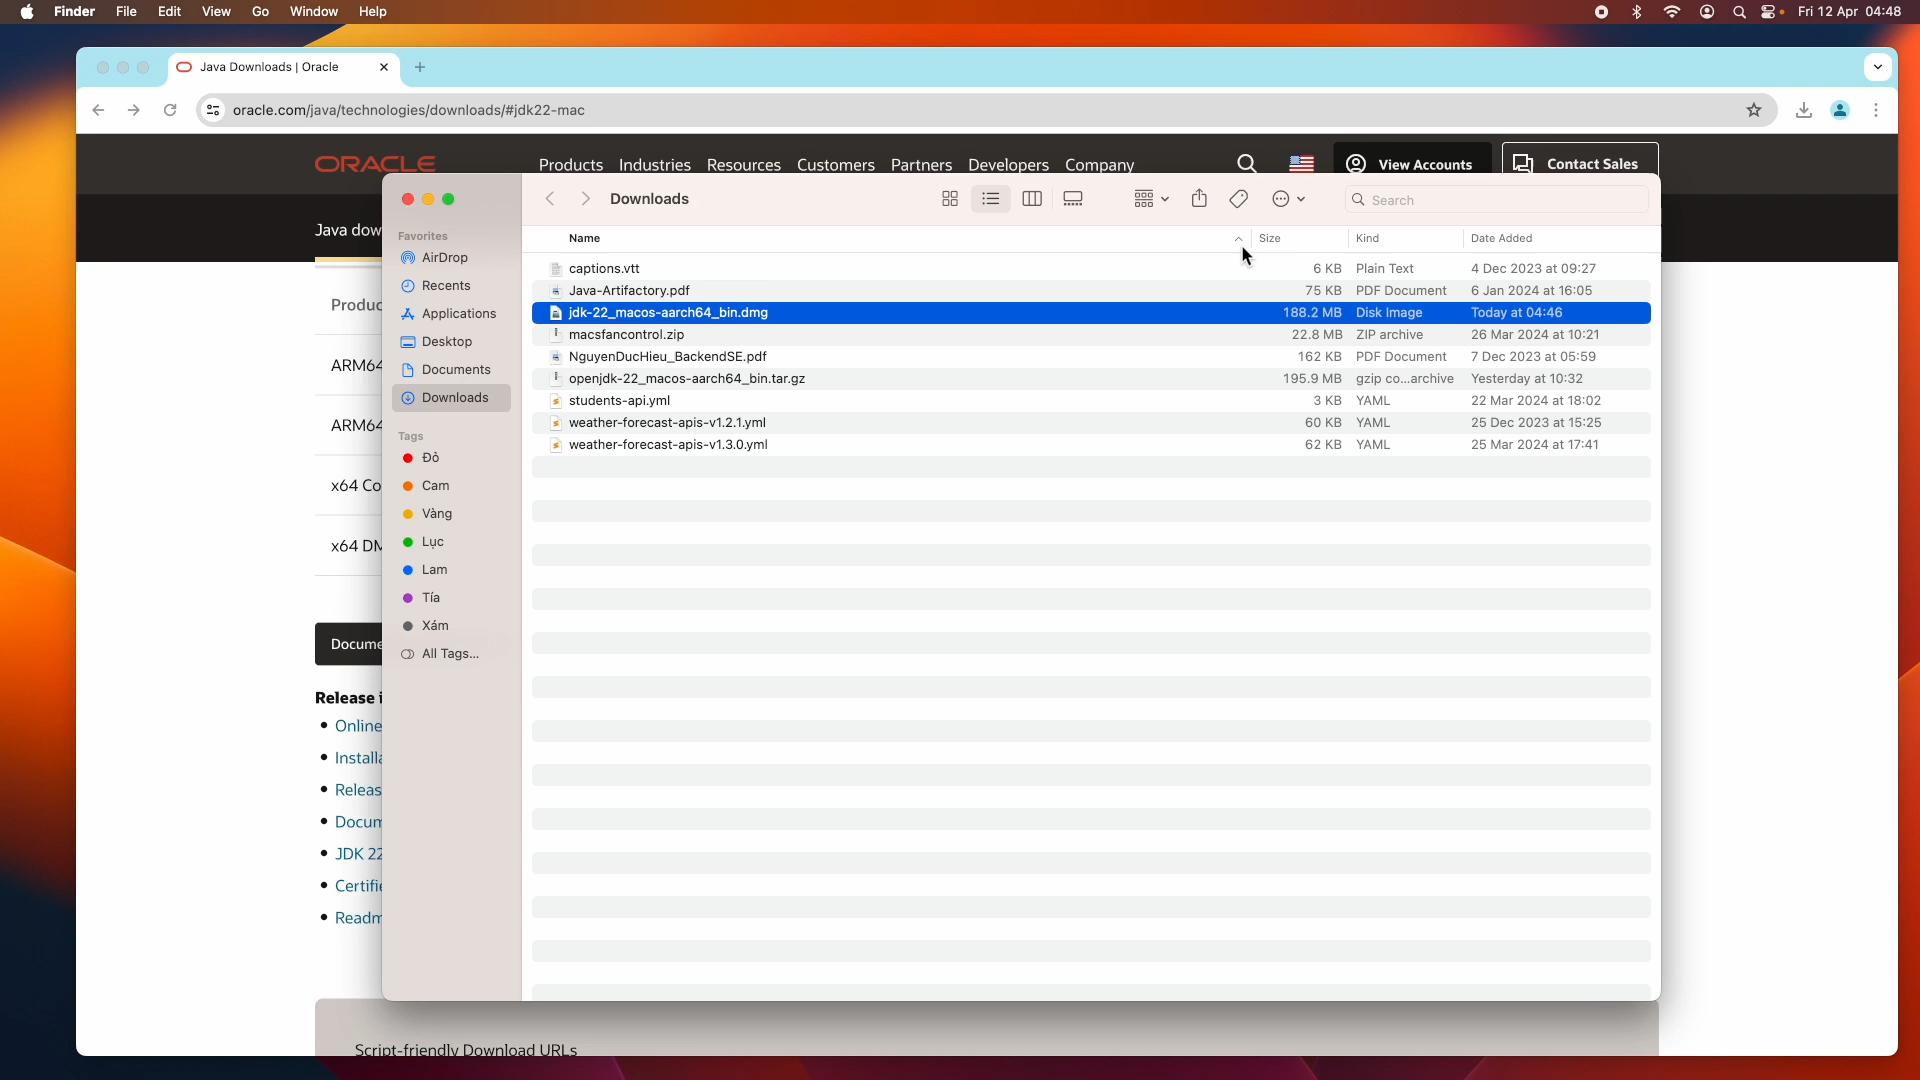 Finder File Edit View Go Window Help Fri 12 Apr 04:48
Java Downloads | Oracle
oracle.com/java/technologies/downloads/#jdk22-mac
ORACLE Products Industries Resources Customers Partners Developers Company View Accounts Contact Sales
Java dow
Downloads Search
Name Size Kind Date Added
captions.vtt 6 KB Plain Text 4 Dec 2023 at 09:27
Java-Artifactory.pdf 75 KB PDF Document 6 Jan 2024 at 16:05
jdk-22_macos-aarch64_bin.dmg 188.2 MB Disk Image Today at 04:46
macsfancontrol.zip 22.8 MB ZIP archive 26 Mar 2024 at 10:21
NguyenDucHieu_BackendSE.pdf 162 KB PDF Document 7 Dec 2023 at 05:59
openjdk-22_macos-aarch64_bin.tar.gz 195.9 MB gzip co...archive Yesterday at 10:32
students-api.yml 3 KB YAML 22 Mar 2024 at 18:02
weather-forecast-apis-v1.2.1.yml 60 KB YAML 25 Dec 2023 at 15:25
weather-forecast-apis-v1.3.0.yml 62 KB YAML 25 Mar 2024 at 17:41
Favorites
AirDrop
Recents
Applications
Desktop
Documents
Downloads
Tags
Đỏ
Cam
Vàng
Lục
Lam
Tía
Xám
All Tags...
Produc
ARM64
ARM64
x64 Co
x64 DM
Docume
Release i
Online
Installa
Releas
Docum
JDK 22
Certifie
Readm
Script-friendly Download URLs